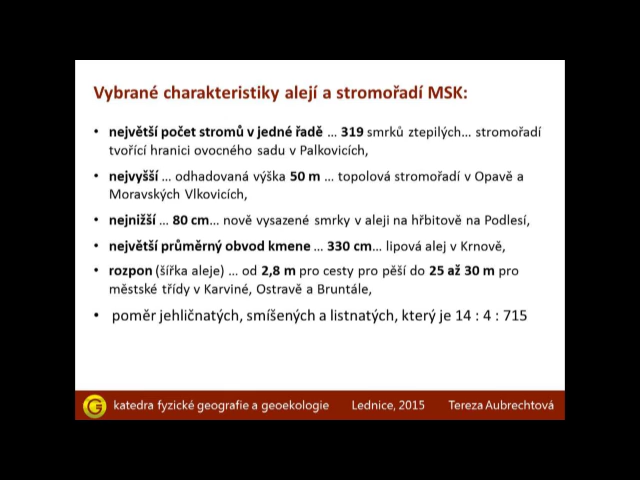 Vybrané charakteristiky alejí a stromořadí MSK:
• největší počet stromů v jedné řadě … 319 smrků ztepilých… stromořadí
tvořící hranici ovocného sadu v Palkovicích,
• nejvyšší … odhadovaná výška 50 m … topolová stromořadí v Opavě a
Moravských Vlkovicích,
• nejnižší … 80 cm… nově vysazené smrky v aleji na hřbitově na Podlesí,
• největší průměrný obvod kmene … 330 cm… lipová alej v Krnově,
• rozpon (šířka aleje) … od 2,8 m pro cesty pro pěší do 25 až 30 m pro
městské třídy v Karviné, Ostravě a Bruntále,
• poměr jehličnatých, smíšených a listnatých, který je 14 : 4 : 715
G katedra fyzické geografie a geoekologie Lednice, 2015 Tereza Aubrechtová